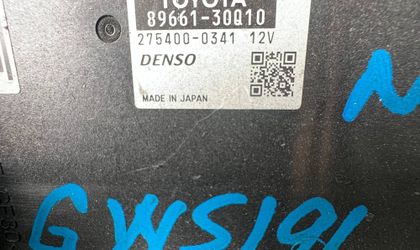 TOYOTA
89661-30Q10
275400-0341 12V
DENSO
MADE IN JAPAN
N
GWS191